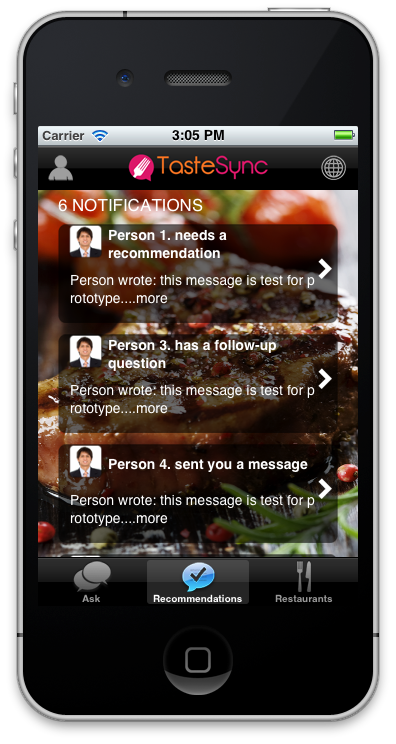 Carrier 3:05 PM
TasteSync
6 NOTIFICATIONS
Person 1. needs a
recommendation
Person wrote: this message is test for p
rototype....more
Person 3. has a follow-up
question
Person wrote: this message is test for p
rototype....more
Person 4. sent you a message
Person wrote: this message is test for p
rototype....more
Ask Recommendations Restaurants